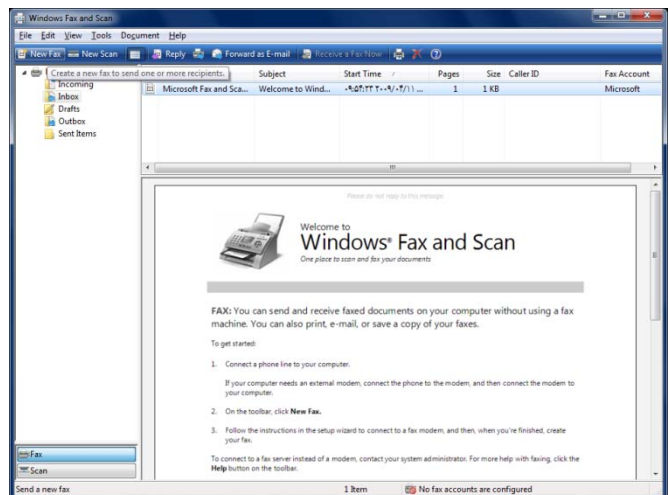 Windows Fax and Scan
File Edit View Tools Document Help
New Fax New Scan Reply Forward as E-mail Receive a Fax Now
Create a new fax to send one or more recipients.
Subject Start Time Pages Size Caller ID Fax Account
Incoming
Microsoft Fax and Sca... Welcome to Wind... 1 1 KB Microsoft
Inbox
Drafts
Outbox
Sent Items
Please do not reply to this message.
Welcome to
Windows® Fax and Scan
One place to scan and fax your documents
FAX: You can send and receive faxed documents on your computer without using a fax
machine. You can also print, e-mail, or save a copy of your faxes.
To get started:
1. Connect a phone line to your computer.
If your computer needs an external modem, connect the phone to the modem, and then connect the modem to
your computer.
2. On the toolbar, click New Fax.
3. Follow the instructions in the setup wizard to connect to a fax modem, and then, when you're finished, create
your fax.
To connect to a fax server instead of a modem, contact your system administrator. For more help with faxing, click the
Help button on the toolbar.
Fax
Scan
Send a new fax 1 Item No fax accounts are configured